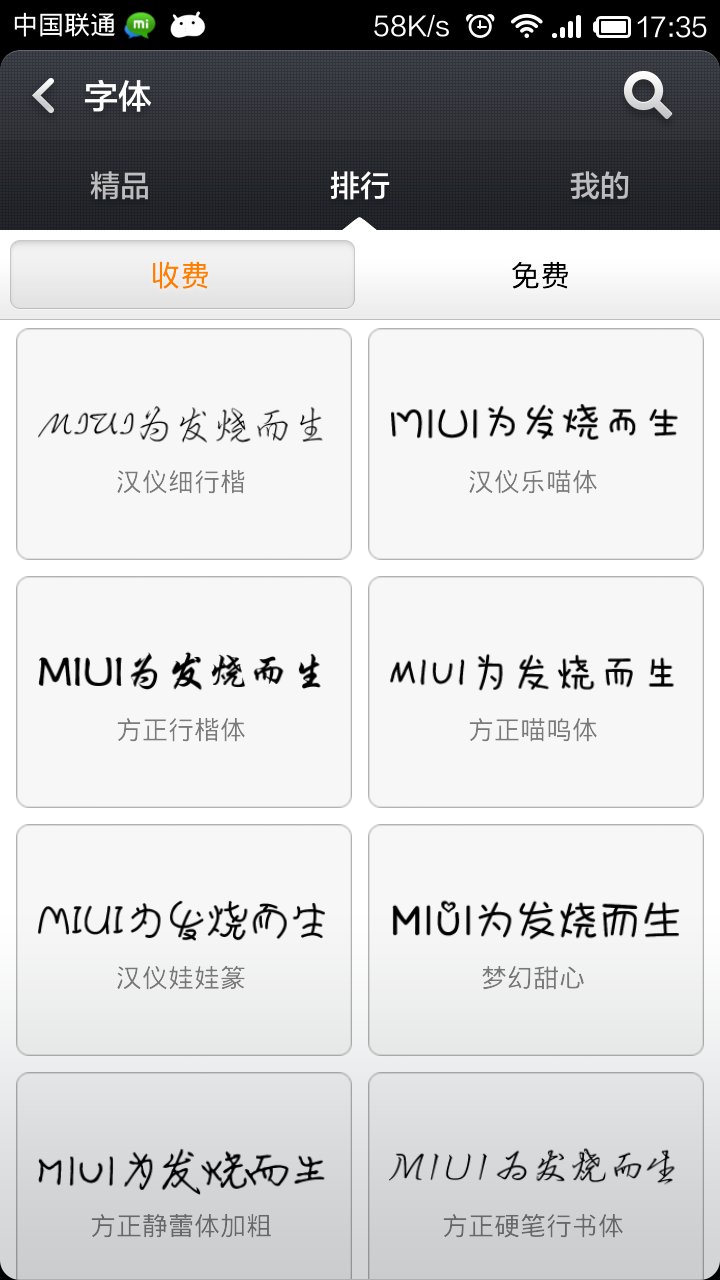 中国联通 mi 58K/s 17:35
字体
精品 排行 我的
收费 免费
MIUI为发烧而生 MIUI为发烧而生
汉仪细行楷 汉仪乐喵体
MIUI为发烧而生 MIUI为发烧而生
方正行楷体 方正喵呜体
MIUI为发烧而生 MIUI为发烧而生
汉仪娃娃篆 梦幻甜心
MIUI为发烧而生 MIUI为发烧而生
方正静蕾体加粗 方正硬笔行书体